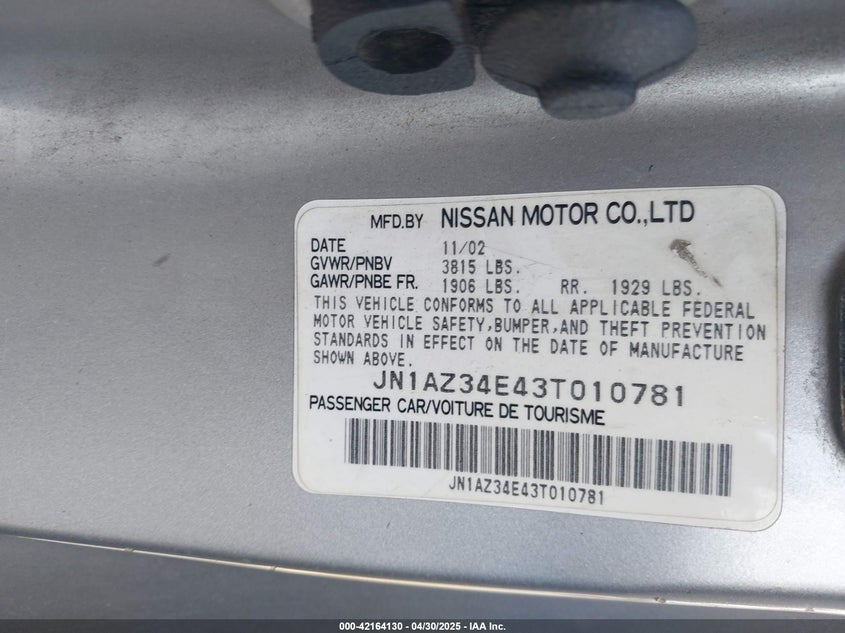 MFD.BY NISSAN MOTOR CO.,LTD
DATE 11/02
GVWR/PNBV 3815 LBS.
GAWR/PNBE FR. 1906 LBS. RR. 1929 LBS.
THIS VEHICLE CONFORMS TO ALL APPLICABLE FEDERAL
MOTOR VEHICLE SAFETY,BUMPER,AND THEFT PREVENTION
STANDARDS IN EFFECT ON THE DATE OF MANUFACTURE
SHOWN ABOVE.
JN1AZ34E43T010781
PASSENGER CAR/VOITURE DE TOURISME
JN1AZ34E43T010781
000-42164130 - 04/30/2025 - IAA Inc.